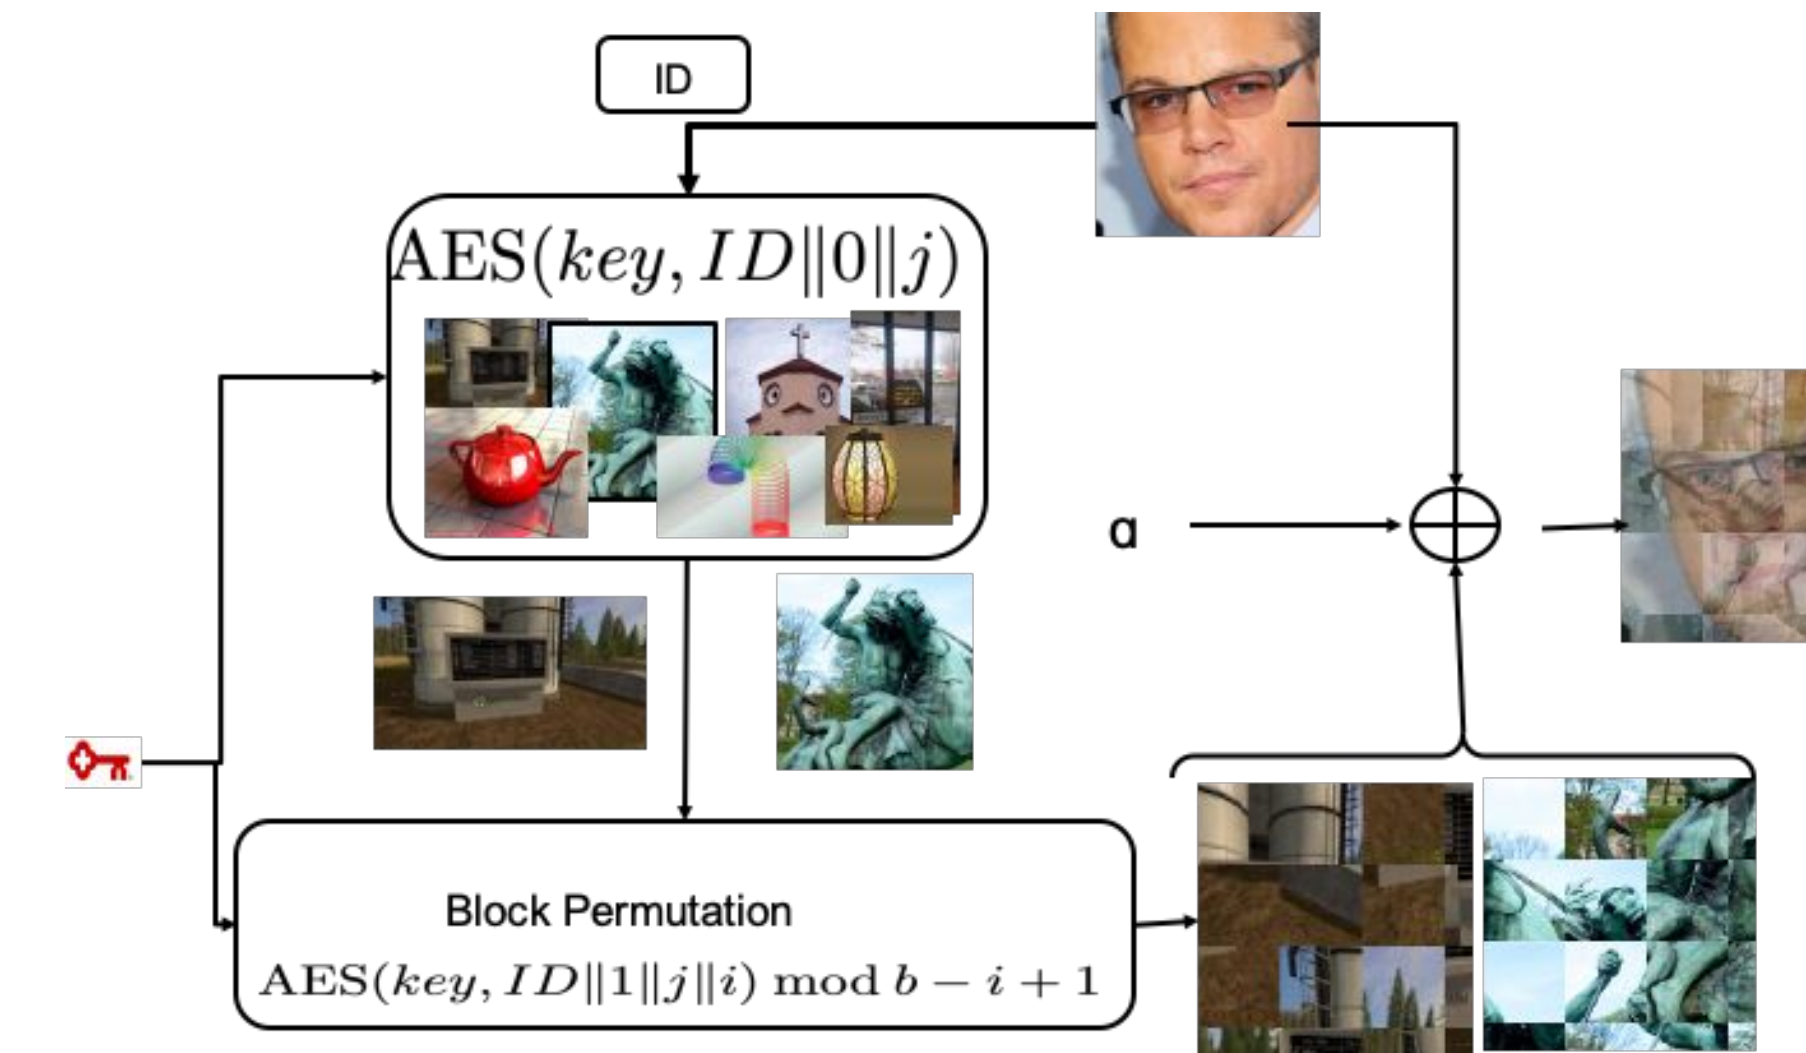 ID
AES(key, ID||0||j)
α
Block Permutation
AES(key, ID||1||j||i) mod b − i + 1